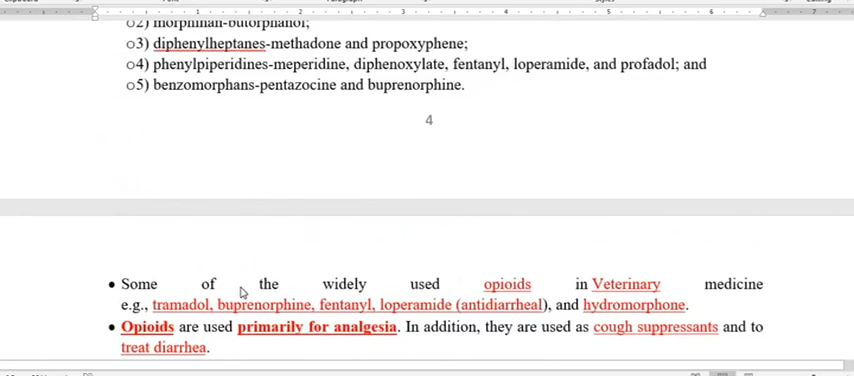 o2) morphinan-butorphanol;
o3) diphenylheptanes-methadone and propoxyphene;
o4) phenylpiperidines-meperidine, diphenoxylate, fentanyl, loperamide, and profadol; and
o5) benzomorphans-pentazocine and buprenorphine.
4
• Some of the widely used opioids in Veterinary medicine
e.g., tramadol, buprenorphine, fentanyl, loperamide (antidiarrheal), and hydromorphone.
• Opioids are used primarily for analgesia. In addition, they are used as cough suppressants and to
treat diarrhea.